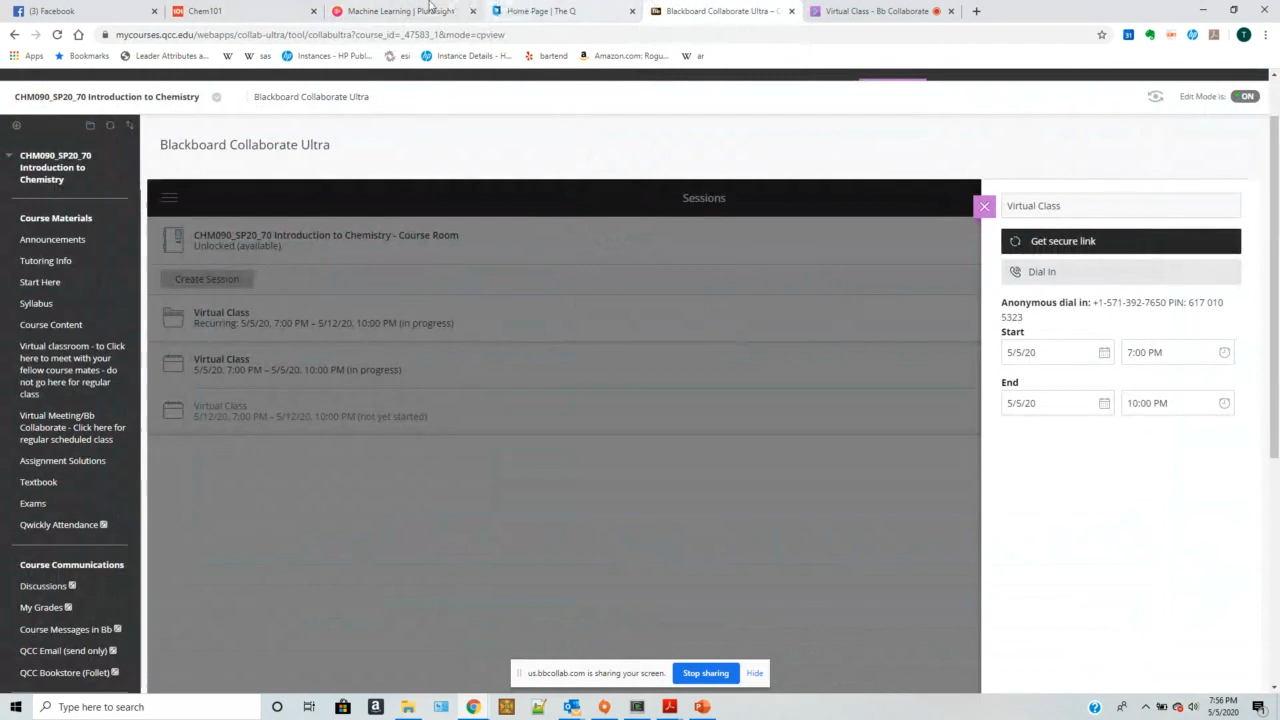 (3) Facebook
Chem101
Machine Learning | Pluralsight
Home Page | The Q
Blackboard Collaborate Ultra – C
Virtual Class - Bb Collaborate
mycourses.qcc.edu/webapps/collab-ultra/tool/collabultra?course_id=_47583_1&mode=cpview
Apps
Bookmarks
Leader Attributes a...
sas
Instances - HP Publ...
esi
Instance Details - H...
bartend
Amazon.com: Rogu...
ar
CHM090_SP20_70 Introduction to Chemistry
Blackboard Collaborate Ultra
Edit Mode is: ON
CHM090_SP20_70
Introduction to
Chemistry
Course Materials
Announcements
Tutoring Info
Start Here
Syllabus
Course Content
Virtual classroom - to Click
here to meet with your
fellow course mates - do
not go here for regular
class
Virtual Meeting/Bb
Collaborate - Click here for
regular scheduled class
Assignment Solutions
Textbook
Exams
Qwickly Attendance
Course Communications
Discussions
My Grades
Course Messages in Bb
QCC Email (send only)
QCC Bookstore (Follet)
Blackboard Collaborate Ultra
Sessions
CHM090_SP20_70 Introduction to Chemistry - Course Room
Unlocked (available)
Create Session
Virtual Class
Recurring: 5/5/20, 7:00 PM – 5/12/20, 10:00 PM (in progress)
Virtual Class
5/5/20, 7:00 PM – 5/5/20, 10:00 PM (in progress)
Virtual Class
5/12/20, 7:00 PM – 5/12/20, 10:00 PM (not yet started)
Virtual Class
Get secure link
Dial In
Anonymous dial in: +1-571-392-7650 PIN: 617 010
5323
Start
5/5/20
7:00 PM
End
5/5/20
10:00 PM
us.bbcollab.com is sharing your screen.
Stop sharing
Hide
Type here to search
7:56 PM
5/5/2020